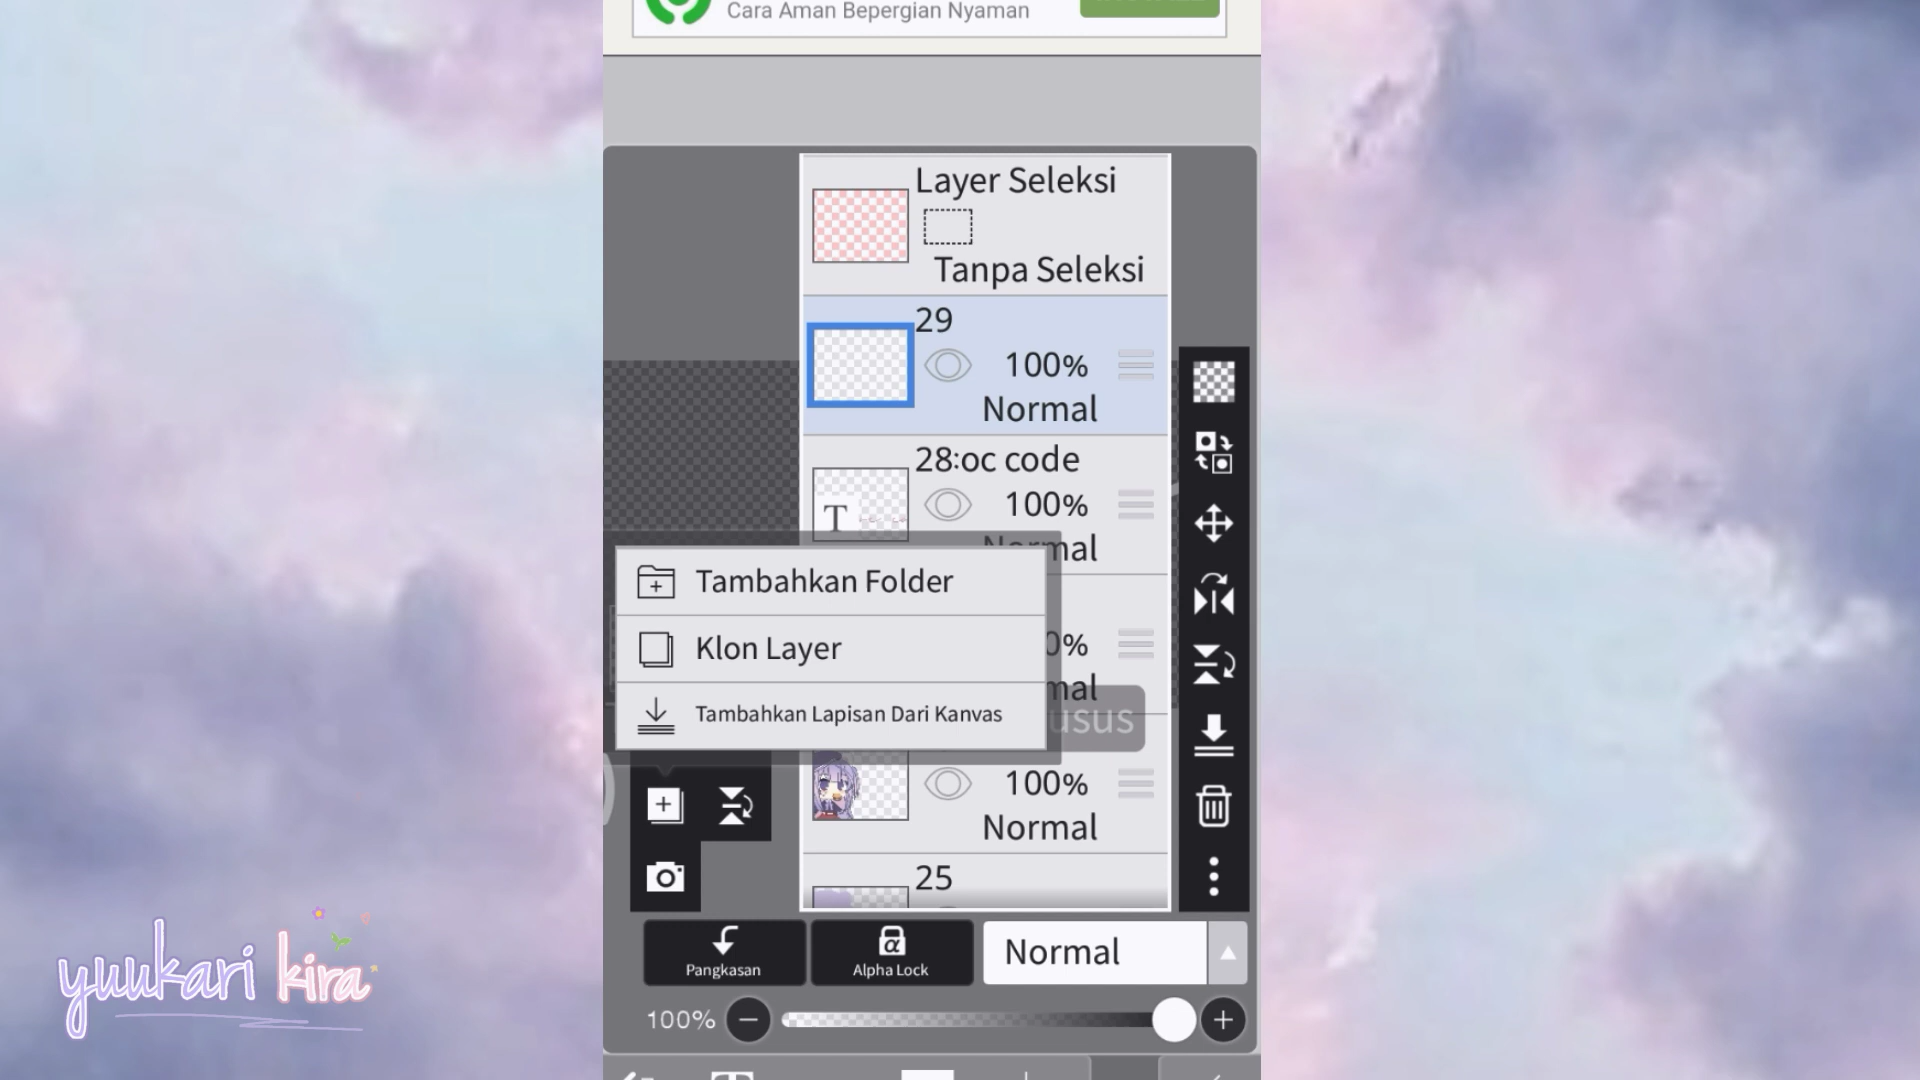 Cara Aman Bepergian Nyaman
Layer Seleksi
Tanpa Seleksi
29
100%
Normal
28:oc code
100%
T
Tambahkan Folder
Klon Layer
Tambahkan Lapisan Dari Kanvas
100%
Normal
25
Pangkasan
α
Alpha Lock
Normal
100%
yuukari kira